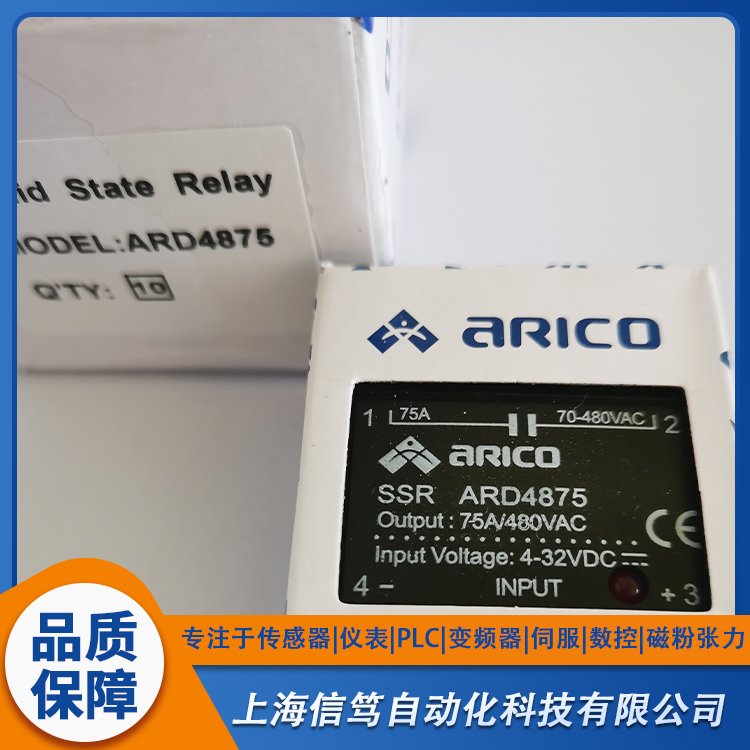 State Relay
MODEL:ARD4875
Q'TY: 10
ARICO
1 75A 70-480VAC 2
ARICO
SSR ARD4875
Output : 75A/480VAC
CE
Input Voltage: 4-32VDC
4 − INPUT + 3
品质
保障
专注于传感器|仪表|PLC|变频器|伺服|数控|磁粉张力
上海信笃自动化科技有限公司